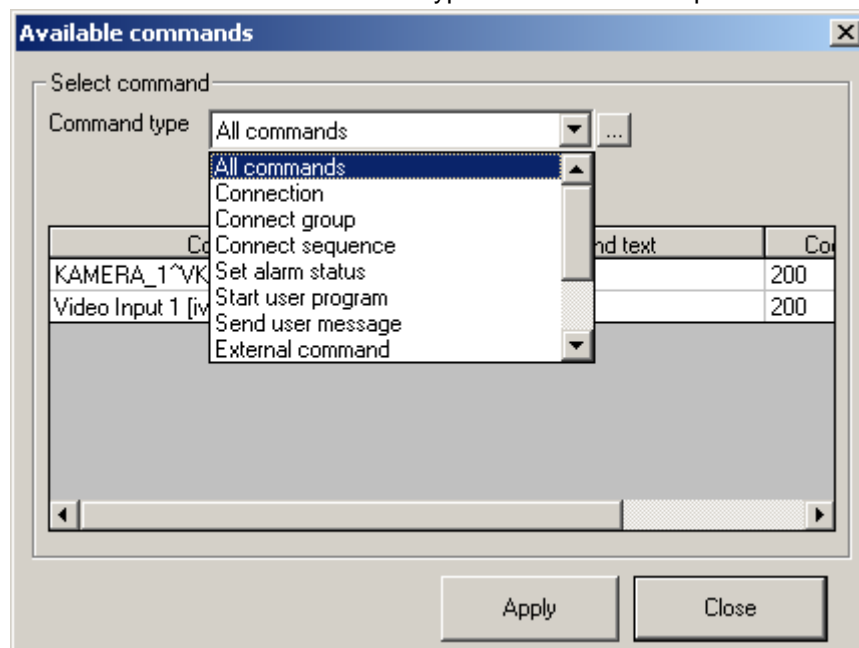 Available commands
Select command
Command type All commands ...
All commands
Connection
Connect group
Connect sequence
Set alarm status
Start user program
Send user message
External command
Co nd text Co
KAMERA_1^VK 200
Video Input 1 [iv 200
Apply Close